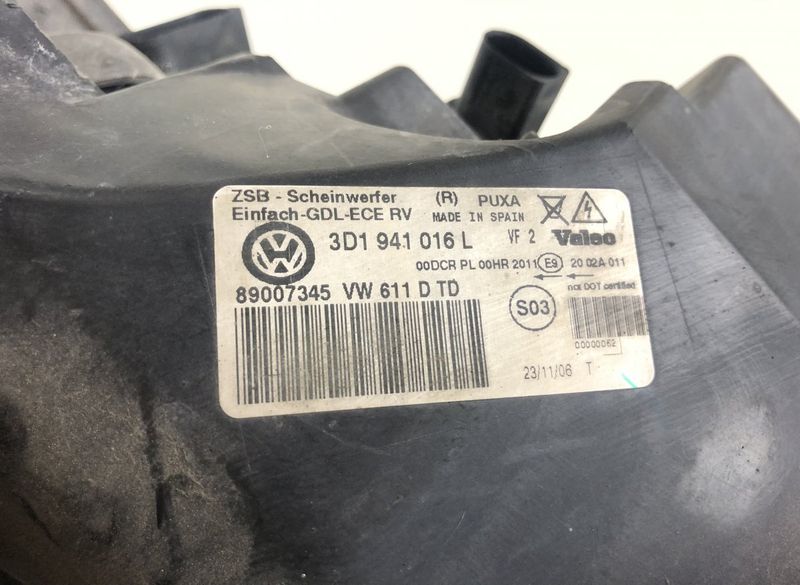 ZSB - Scheinwerfer (R) PUXA
Einfach-GDL-ECE RV MADE IN SPAIN
3D1 941 016 L VF 2 Valeo
00DCR PL 00HR 2011 E9 20 02A 011
89007345 VW 611 D TD S03 not DOT certified
00000062
23/11/06 T